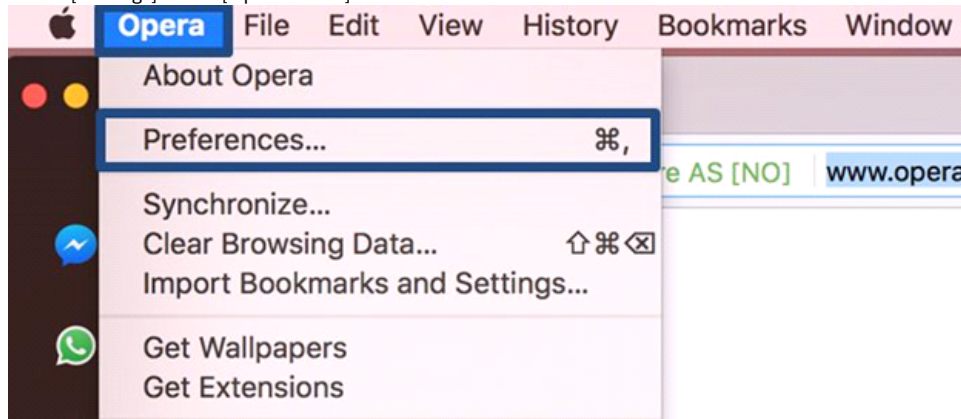 Opera File Edit View History Bookmarks Window
About Opera
Preferences... ⌘,
re AS [NO] www.opera
Synchronize...
Clear Browsing Data... ⇧⌘⌫
Import Bookmarks and Settings...
Get Wallpapers
Get Extensions